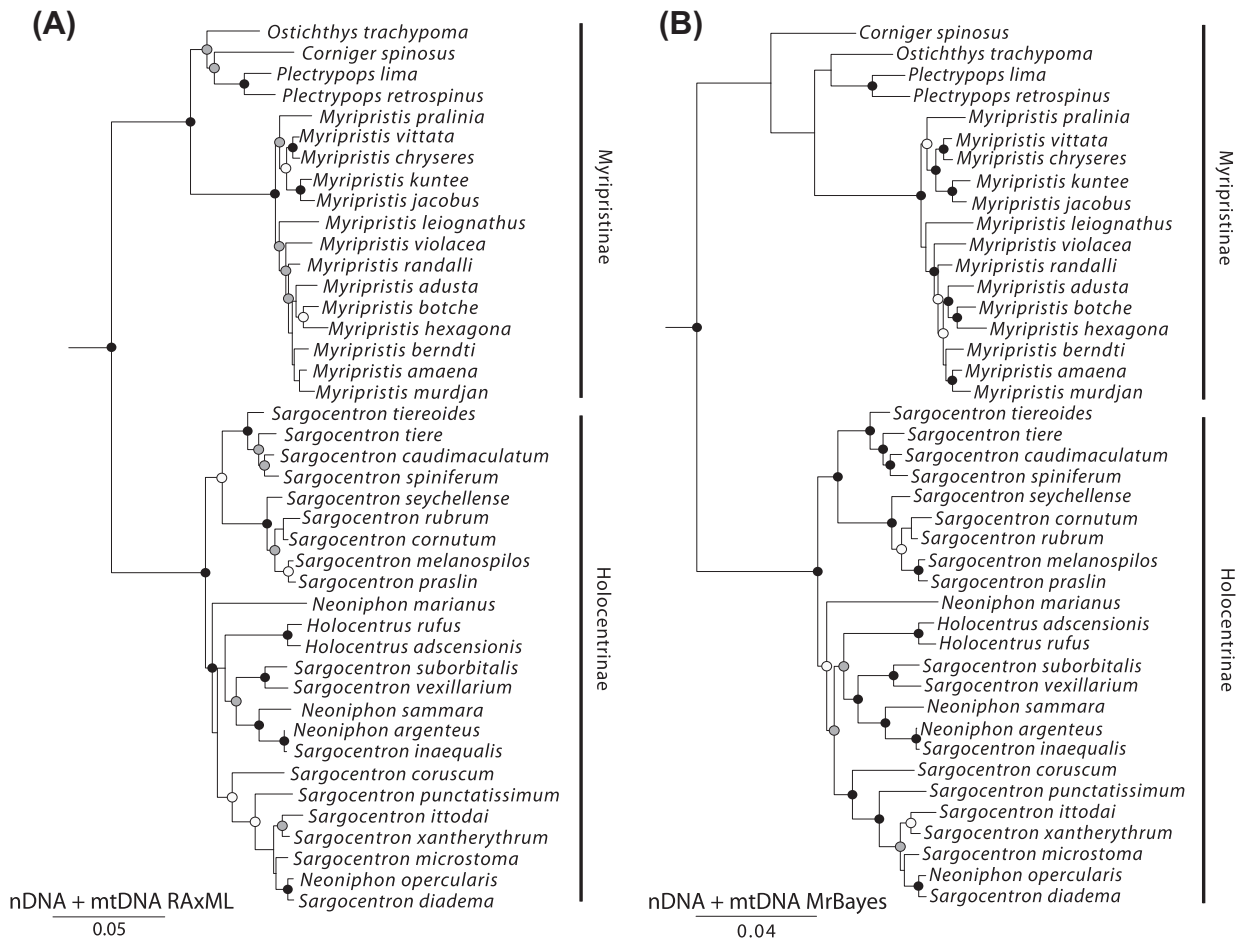 (A)
Ostichthys trachypoma
Corniger spinosus
Plectrypops lima
Plectrypops retrospinus
Myripristis pralinia
Myripristis vittata
Myripristis chryseres
Myripristis kuntee
Myripristis jacobus
Myripristis leiognathus
Myripristis violacea
Myripristis randalli
Myripristis adusta
Myripristis botche
Myripristis hexagona
Myripristis berndti
Myripristis amaena
Myripristis murdjan
Myripristinae
Sargocentron tiereoides
Sargocentron tiere
Sargocentron caudimaculatum
Sargocentron spiniferum
Sargocentron seychellense
Sargocentron rubrum
Sargocentron cornutum
Sargocentron melanospilos
Sargocentron praslin
Neoniphon marianus
Holocentrus rufus
Holocentrus adscensionis
Sargocentron suborbitalis
Sargocentron vexillarium
Neoniphon sammara
Neoniphon argenteus
Sargocentron inaequalis
Sargocentron coruscum
Sargocentron punctatissimum
Sargocentron ittodai
Sargocentron xantherythrum
Sargocentron microstoma
Neoniphon opercularis
Sargocentron diadema
Holocentrinae
nDNA + mtDNA RAxML
0.05
(B)
Corniger spinosus
Ostichthys trachypoma
Plectrypops lima
Plectrypops retrospinus
Myripristis pralinia
Myripristis vittata
Myripristis chryseres
Myripristis kuntee
Myripristis jacobus
Myripristis leiognathus
Myripristis violacea
Myripristis randalli
Myripristis adusta
Myripristis botche
Myripristis hexagona
Myripristis berndti
Myripristis amaena
Myripristis murdjan
Myripristinae
Sargocentron tiereoides
Sargocentron tiere
Sargocentron caudimaculatum
Sargocentron spiniferum
Sargocentron seychellense
Sargocentron cornutum
Sargocentron rubrum
Sargocentron melanospilos
Sargocentron praslin
Neoniphon marianus
Holocentrus adscensionis
Holocentrus rufus
Sargocentron suborbitalis
Sargocentron vexillarium
Neoniphon sammara
Neoniphon argenteus
Sargocentron inaequalis
Sargocentron coruscum
Sargocentron punctatissimum
Sargocentron ittodai
Sargocentron xantherythrum
Sargocentron microstoma
Neoniphon opercularis
Sargocentron diadema
Holocentrinae
nDNA + mtDNA MrBayes
0.04